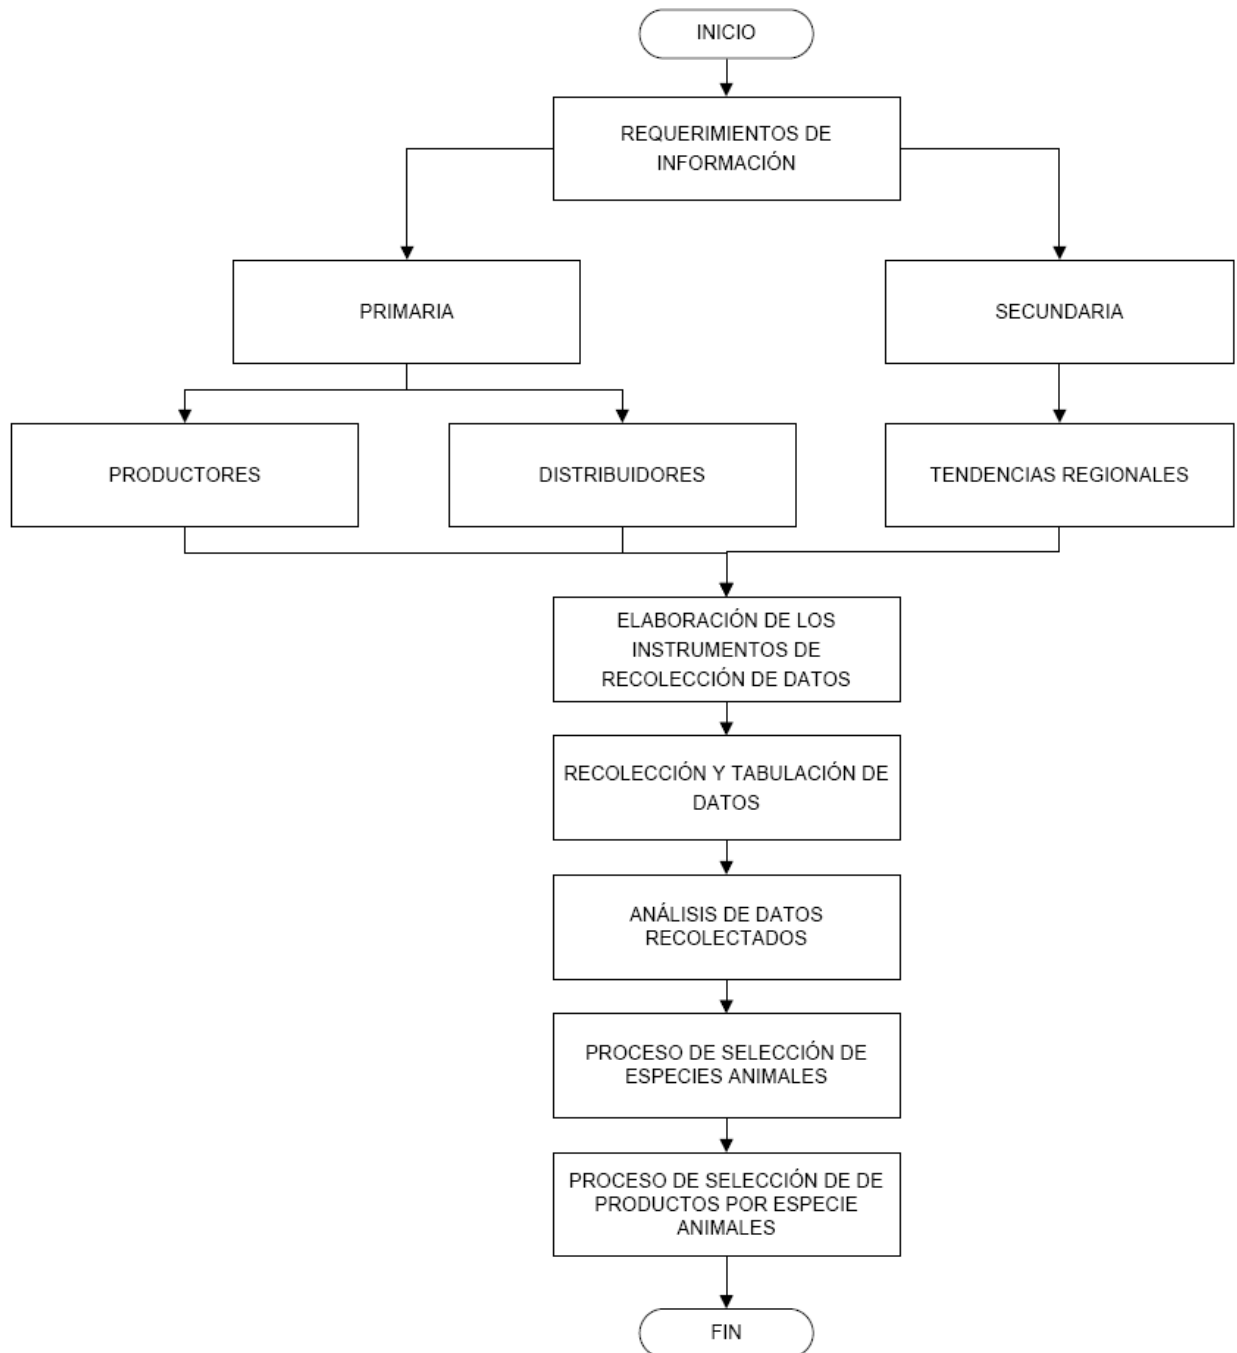 INICIO
REQUERIMIENTOS DE
INFORMACIÓN
PRIMARIA
SECUNDARIA
PRODUCTORES
DISTRIBUIDORES
TENDENCIAS REGIONALES
ELABORACIÓN DE LOS
INSTRUMENTOS DE
RECOLECCIÓN DE DATOS
RECOLECCIÓN Y TABULACIÓN DE
DATOS
ANÁLISIS DE DATOS
RECOLECTADOS
PROCESO DE SELECCIÓN DE
ESPECIES ANIMALES
PROCESO DE SELECCIÓN DE DE
PRODUCTOS POR ESPECIE
ANIMALES
FIN